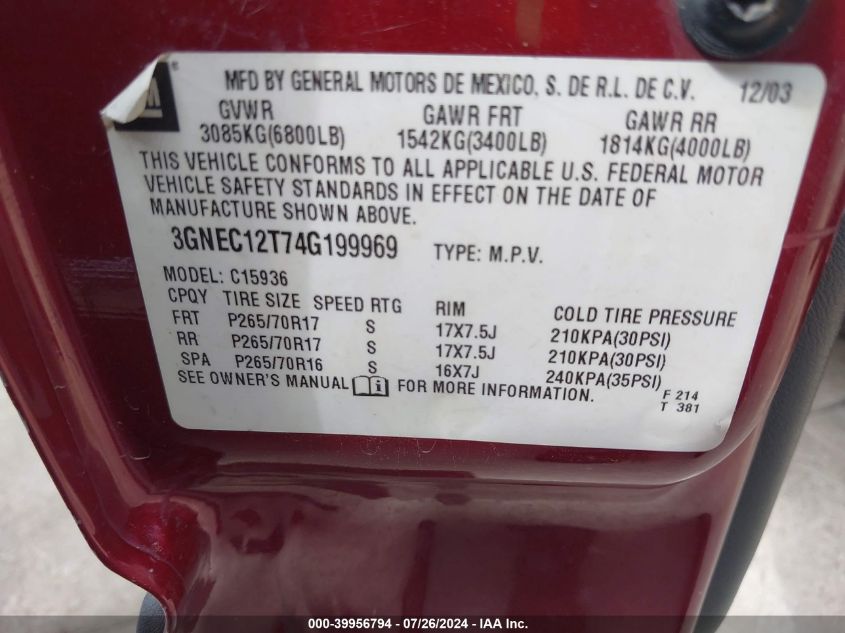 GM
MFD BY GENERAL MOTORS DE MEXICO, S. DE R.L. DE C.V. 12/03
GVWR GAWR FRT GAWR RR
3085KG(6800LB) 1542KG(3400LB) 1814KG(4000LB)
THIS VEHICLE CONFORMS TO ALL APPLICABLE U.S. FEDERAL MOTOR
VEHICLE SAFETY STANDARDS IN EFFECT ON THE DATE OF
MANUFACTURE SHOWN ABOVE.
3GNEC12T74G199969 TYPE: M.P.V.
MODEL: C15936
CPQY TIRE SIZE SPEED RTG RIM COLD TIRE PRESSURE
FRT P265/70R17 S 17X7.5J 210KPA(30PSI)
RR P265/70R17 S 17X7.5J 210KPA(30PSI)
SPA P265/70R16 S 16X7J 240KPA(35PSI)
SEE OWNER'S MANUAL FOR MORE INFORMATION.
F 214
T 381
000-39956794 - 07/26/2024 - IAA Inc.